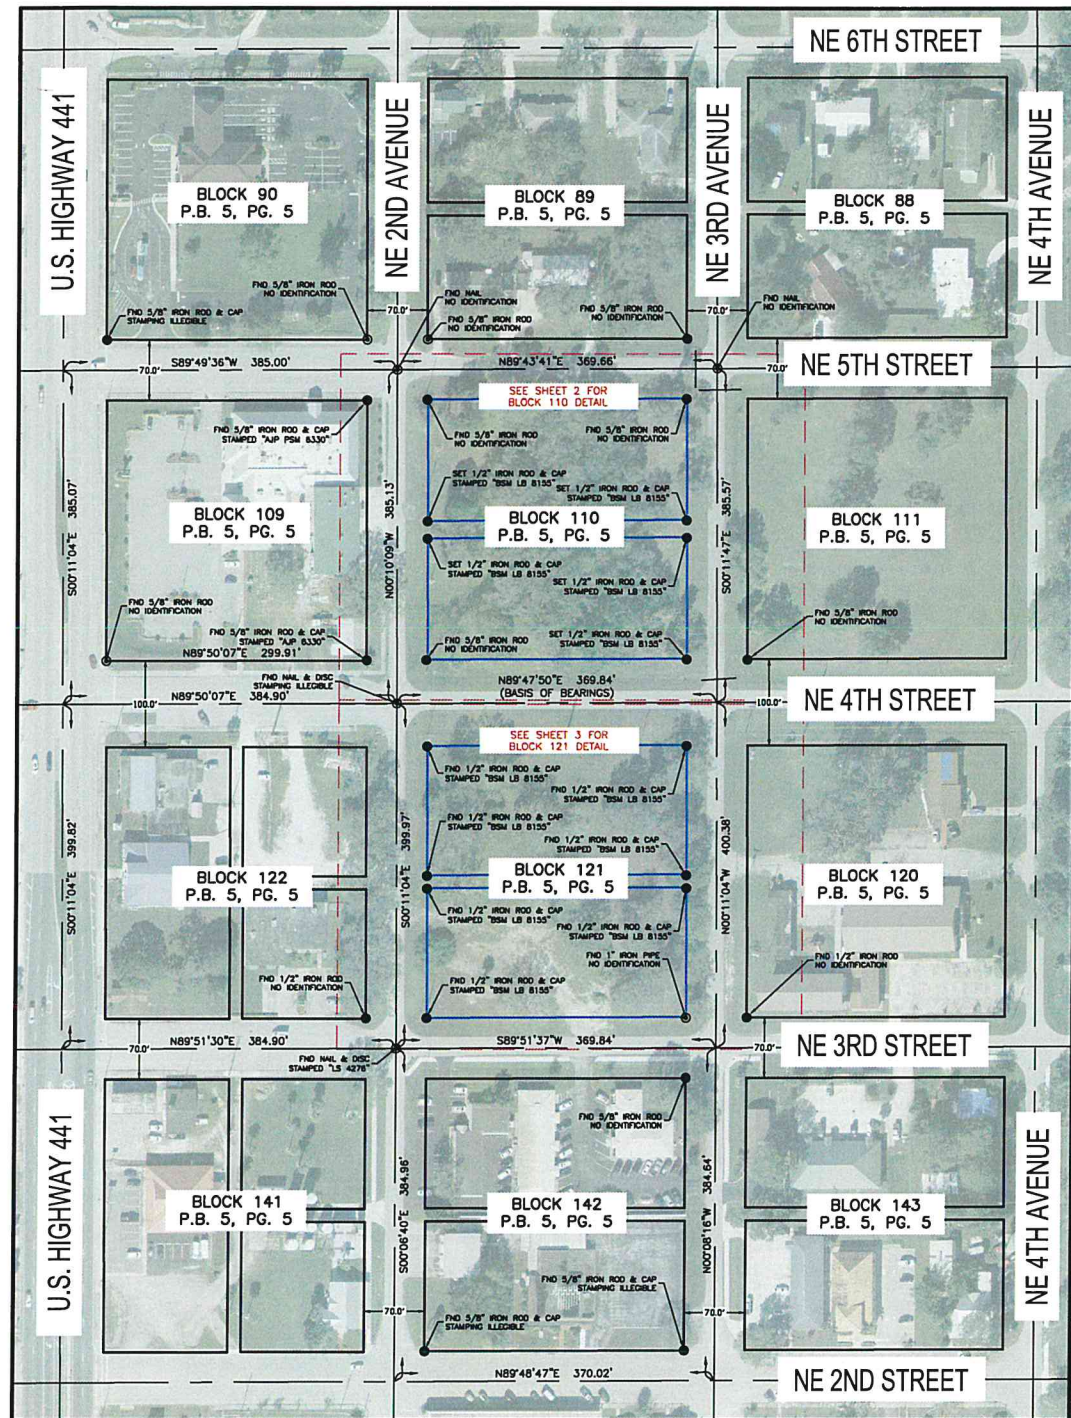 NE 6TH STREET
U.S. HIGHWAY 441
NE 2ND AVENUE
NE 3RD AVENUE
NE 4TH AVENUE
BLOCK 90
P.B. 5, PG. 5
BLOCK 89
P.B. 5, PG. 5
BLOCK 88
P.B. 5, PG. 5
FND 5/8" IRON ROD
NO IDENTIFICATION
FND NAIL
NO IDENTIFICATION
FND NAIL
NO IDENTIFICATION
FND 5/8" IRON ROD & CAP
STAMPING ILLEGIBLE
70.0'
FND 5/8" IRON ROD
NO IDENTIFICATION
FND 5/8" IRON ROD
NO IDENTIFICATION
70.0'
S89°49'36"W 385.00'
N89°43'41"E 369.66'
NE 5TH STREET
70.0'
70.0'
SEE SHEET 2 FOR
BLOCK 110 DETAIL
FND 5/8" IRON ROD & CAP
STAMPED "AJP PSM 6330"
FND 5/8" IRON ROD
NO IDENTIFICATION
FND 5/8" IRON ROD
NO IDENTIFICATION
SET 1/2" IRON ROD & CAP
STAMPED "BSM LB 8155"
SET 1/2" IRON ROD & CAP
STAMPED "BSM LB 8155"
S00°11'04"E 385.07'
BLOCK 109
P.B. 5, PG. 5
N00°10'09"W 385.13'
BLOCK 110
P.B. 5, PG. 5
S00°11'47"E 385.57'
BLOCK 111
P.B. 5, PG. 5
SET 1/2" IRON ROD & CAP
STAMPED "BSM LB 8155"
SET 1/2" IRON ROD & CAP
STAMPED "BSM LB 8155"
FND 5/8" IRON ROD
NO IDENTIFICATION
FND 5/8" IRON ROD & CAP
STAMPED "AJP 6330"
N89°50'07"E 299.91'
FND 5/8" IRON ROD
NO IDENTIFICATION
SET 1/2" IRON ROD & CAP
STAMPED "BSM LB 8155"
FND 5/8" IRON ROD
NO IDENTIFICATION
FND NAIL & DISC
STAMPING ILLEGIBLE
N89°50'07"E 384.90'
N89°47'50"E 369.84'
(BASIS OF BEARINGS)
100.0'
100.0'
NE 4TH STREET
SEE SHEET 3 FOR
BLOCK 121 DETAIL
FND 1/2" IRON ROD & CAP
STAMPED "BSM LB 8155"
FND 1/2" IRON ROD & CAP
STAMPED "BSM LB 8155"
FND 1/2" IRON ROD & CAP
STAMPED "BSM LB 8155"
FND 1/2" IRON ROD & CAP
STAMPED "BSM LB 8155"
S00°11'04"E 399.82'
BLOCK 122
P.B. 5, PG. 5
S00°11'04"E 399.97'
BLOCK 121
P.B. 5, PG. 5
N00°11'04"W 400.38'
BLOCK 120
P.B. 5, PG. 5
FND 1/2" IRON ROD & CAP
STAMPED "BSM LB 8155"
FND 1/2" IRON ROD & CAP
STAMPED "BSM LB 8155"
FND 1" IRON PIPE
NO IDENTIFICATION
FND 1/2" IRON ROD
NO IDENTIFICATION
FND 1/2" IRON ROD
NO IDENTIFICATION
FND 1/2" IRON ROD & CAP
STAMPED "BSM LB 8155"
N89°51'30"E 384.90'
S89°51'37"W 369.84'
70.0'
70.0'
NE 3RD STREET
FND NAIL & DISC
STAMPED "LS 4276"
FND 5/8" IRON ROD
NO IDENTIFICATION
U.S. HIGHWAY 441
BLOCK 141
P.B. 5, PG. 5
S00°06'40"E 384.96'
BLOCK 142
P.B. 5, PG. 5
N00°08'16"W 384.64'
BLOCK 143
P.B. 5, PG. 5
NE 4TH AVENUE
FND 5/8" IRON ROD & CAP
STAMPING ILLEGIBLE
70.0'
70.0'
FND 5/8" IRON ROD & CAP
STAMPING ILLEGIBLE
N89°48'47"E 370.02'
NE 2ND STREET